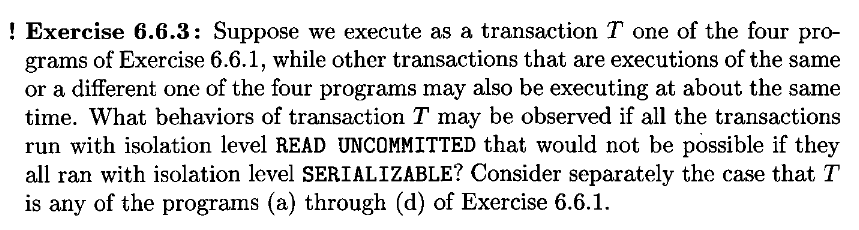 ! Exercise 6.6.3: Suppose we execute as a transaction T one of the four pro-
grams of Exercise 6.6.1, while other transactions that are executions of the same
or a different one of the four programs may also be executing at about the same
time. What behaviors of transaction T may be observed if all the transactions
run with isolation level READ UNCOMMITTED that would not be possible if they
all ran with isolation level SERIALIZABLE? Consider separately the case that T
is any of the programs (a) through (d) of Exercise 6.6.1.